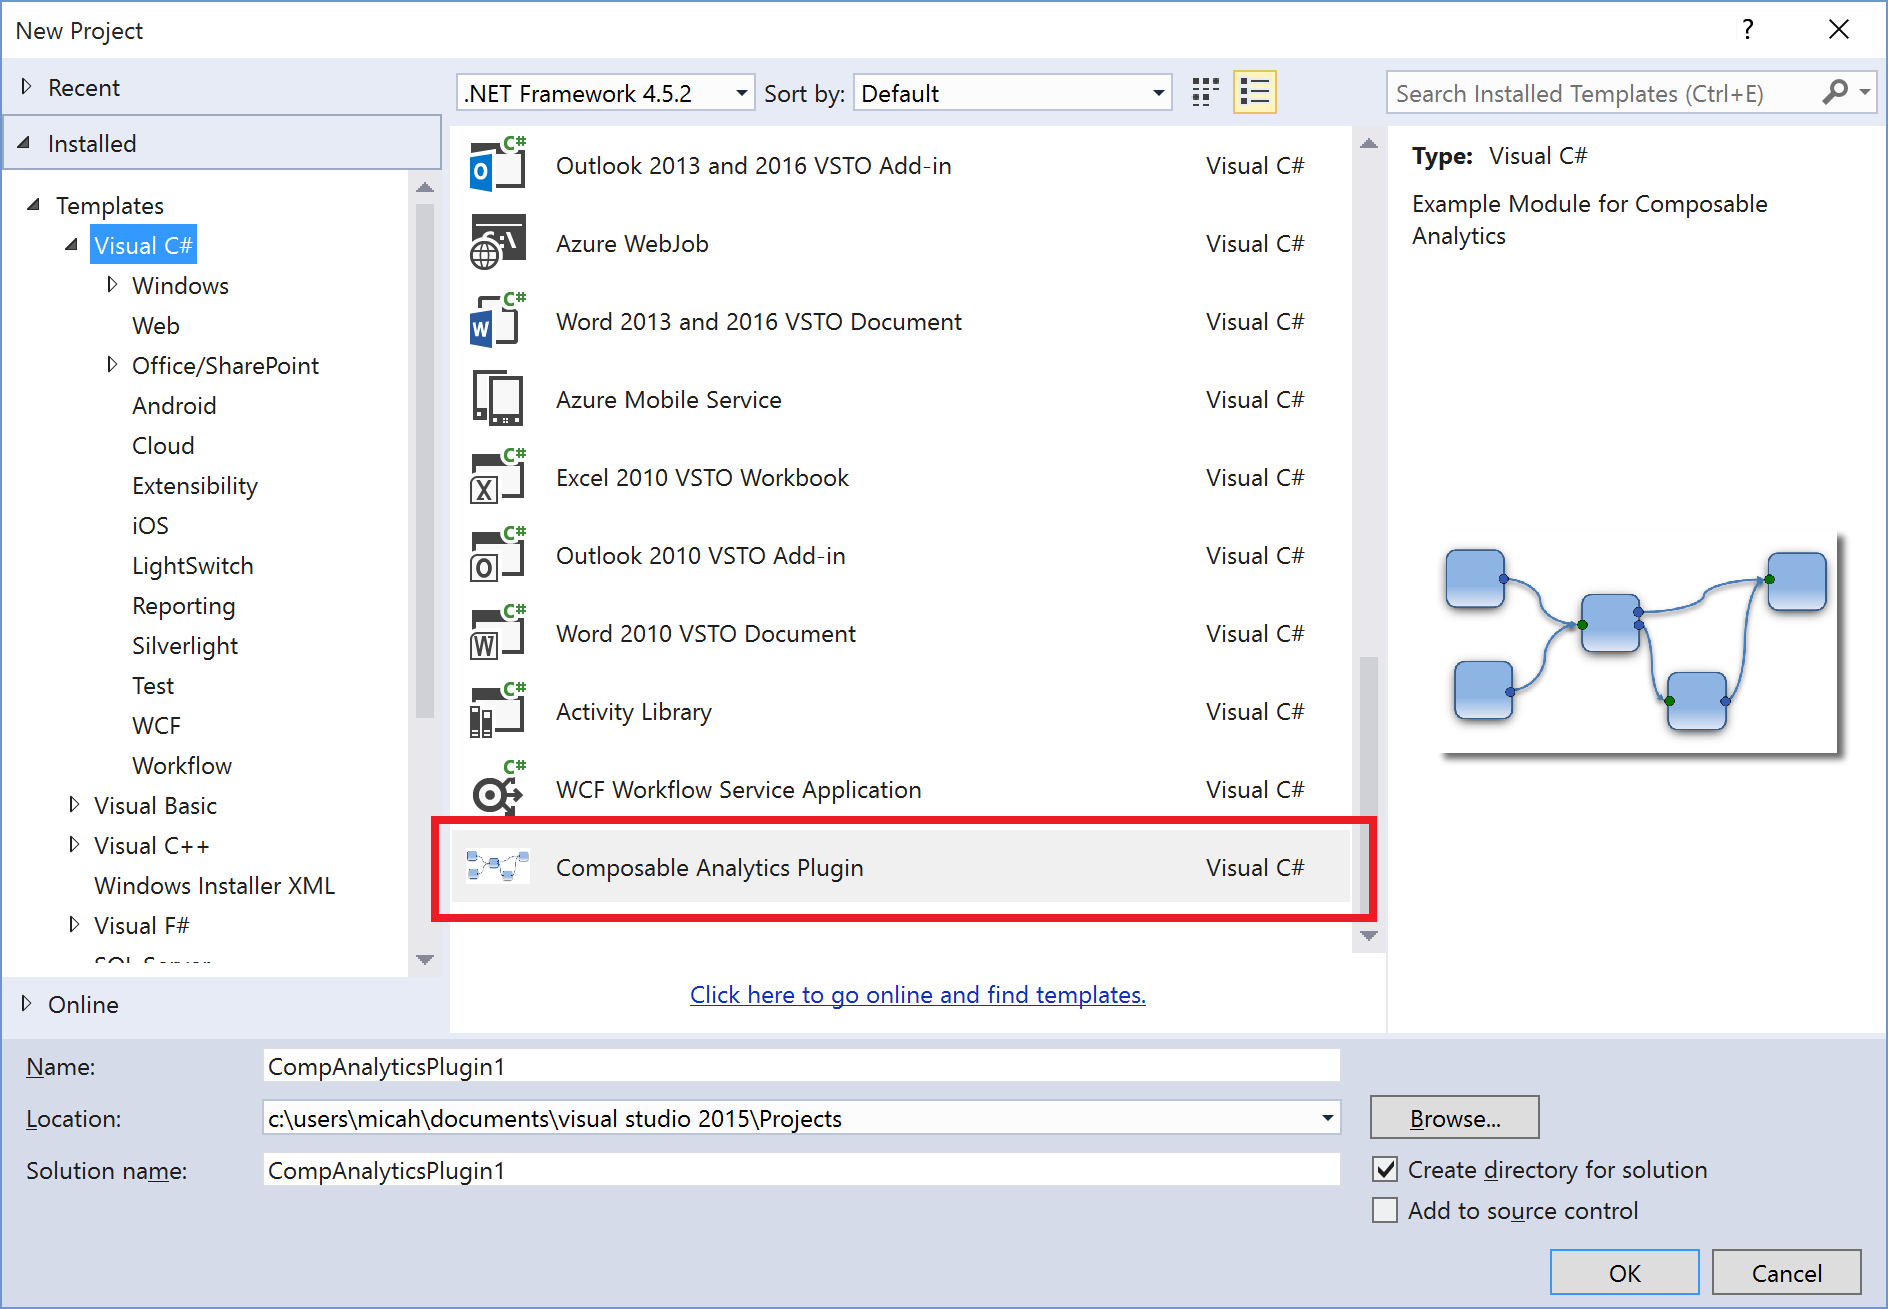 New Project
?
Recent
Installed
Templates
Visual C#
Windows
Web
Office/SharePoint
Android
Cloud
Extensibility
iOS
LightSwitch
Reporting
Silverlight
Test
WCF
Workflow
Visual Basic
Visual C++
Windows Installer XML
Visual F#
SQL Server
Online
.NET Framework 4.5.2 Sort by: Default
Search Installed Templates (Ctrl+E)
Outlook 2013 and 2016 VSTO Add-in Visual C#
Azure WebJob Visual C#
Word 2013 and 2016 VSTO Document Visual C#
Azure Mobile Service Visual C#
Excel 2010 VSTO Workbook Visual C#
Outlook 2010 VSTO Add-in Visual C#
Word 2010 VSTO Document Visual C#
Activity Library Visual C#
WCF Workflow Service Application Visual C#
Composable Analytics Plugin Visual C#
Click here to go online and find templates.
Type: Visual C#
Example Module for Composable
Analytics
Name: CompAnalyticsPlugin1
Location: c:\users\micah\documents\visual studio 2015\Projects
Browse...
Solution name: CompAnalyticsPlugin1
Create directory for solution
Add to source control
OK Cancel